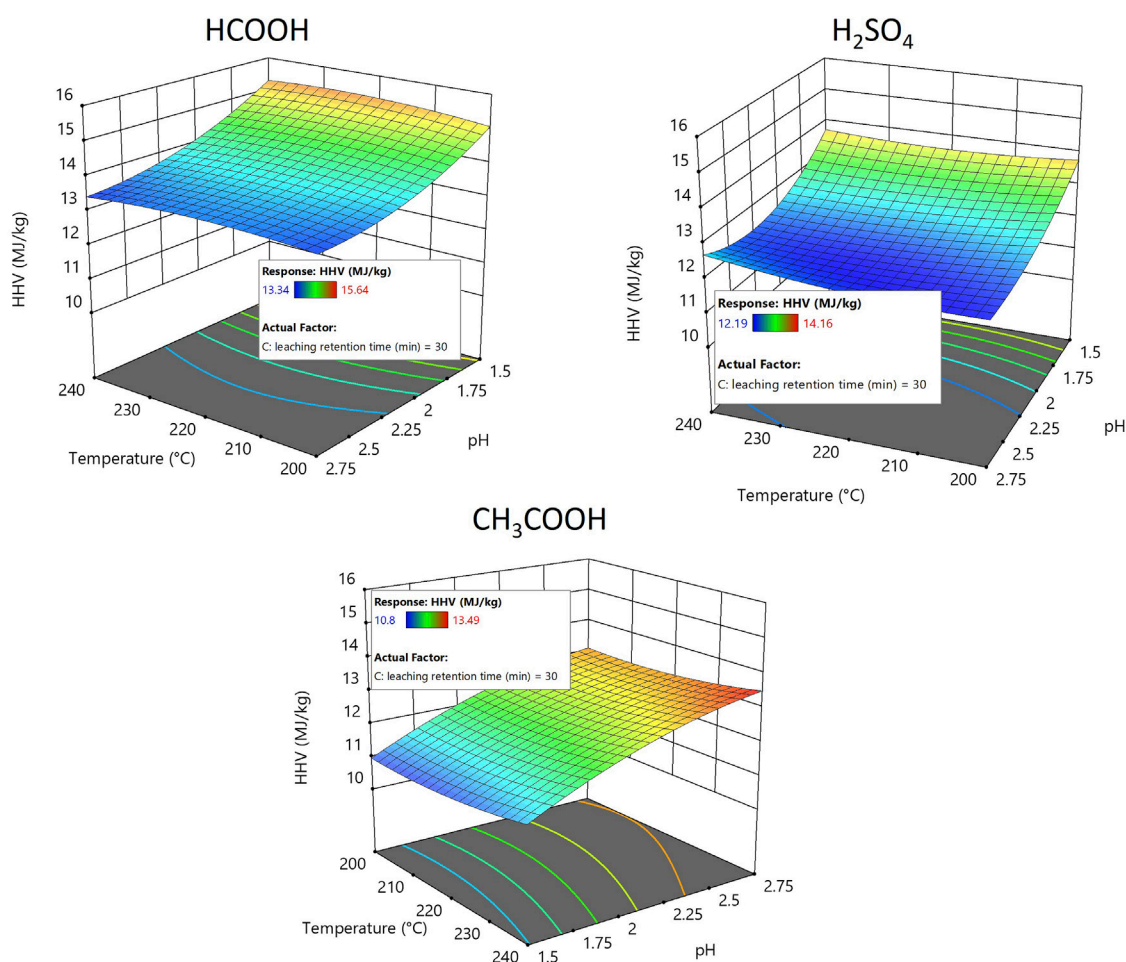 HCOOH
16
15
14
13
12
11
10
HHV (MJ/kg)
Response: HHV (MJ/kg)
13.34 15.64
Actual Factor:
C: leaching retention time (min) = 30
240
230
220
210
200
Temperature (°C)
1.5
1.75
2
2.25
2.5
2.75
pH
H₂SO₄
16
15
14
13
12
11
10
HHV (MJ/kg)
Response: HHV (MJ/kg)
12.19 14.16
Actual Factor:
C: leaching retention time (min) = 30
240
230
220
210
200
Temperature (°C)
1.5
1.75
2
2.25
2.5
2.75
pH
CH₃COOH
16
15
14
13
12
11
10
HHV (MJ/kg)
Response: HHV (MJ/kg)
10.8 13.49
Actual Factor:
C: leaching retention time (min) = 30
200
210
220
230
240
Temperature (°C)
2.75
2.5
2.25
2
1.75
1.5
pH